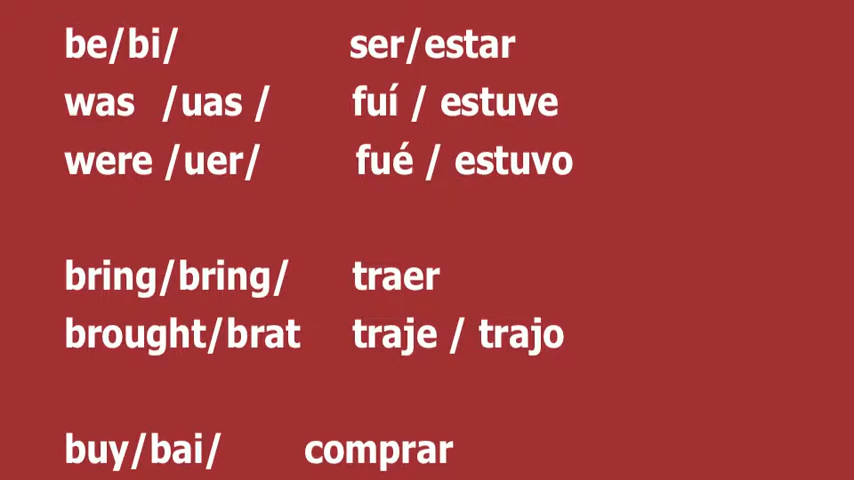 be/bi/ ser/estar
was /uas / fuí / estuve
were /uer/ fué / estuvo
bring/bring/ traer
brought/brat traje / trajo
buy/bai/ comprar